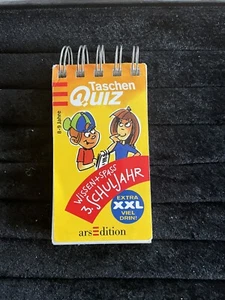 8-9 Jahre
Taschen
QUIZ
WISSEN+SPASS
3. SCHULJAHR
EXTRA
XXL
VIEL
DRIN!
arsEdition